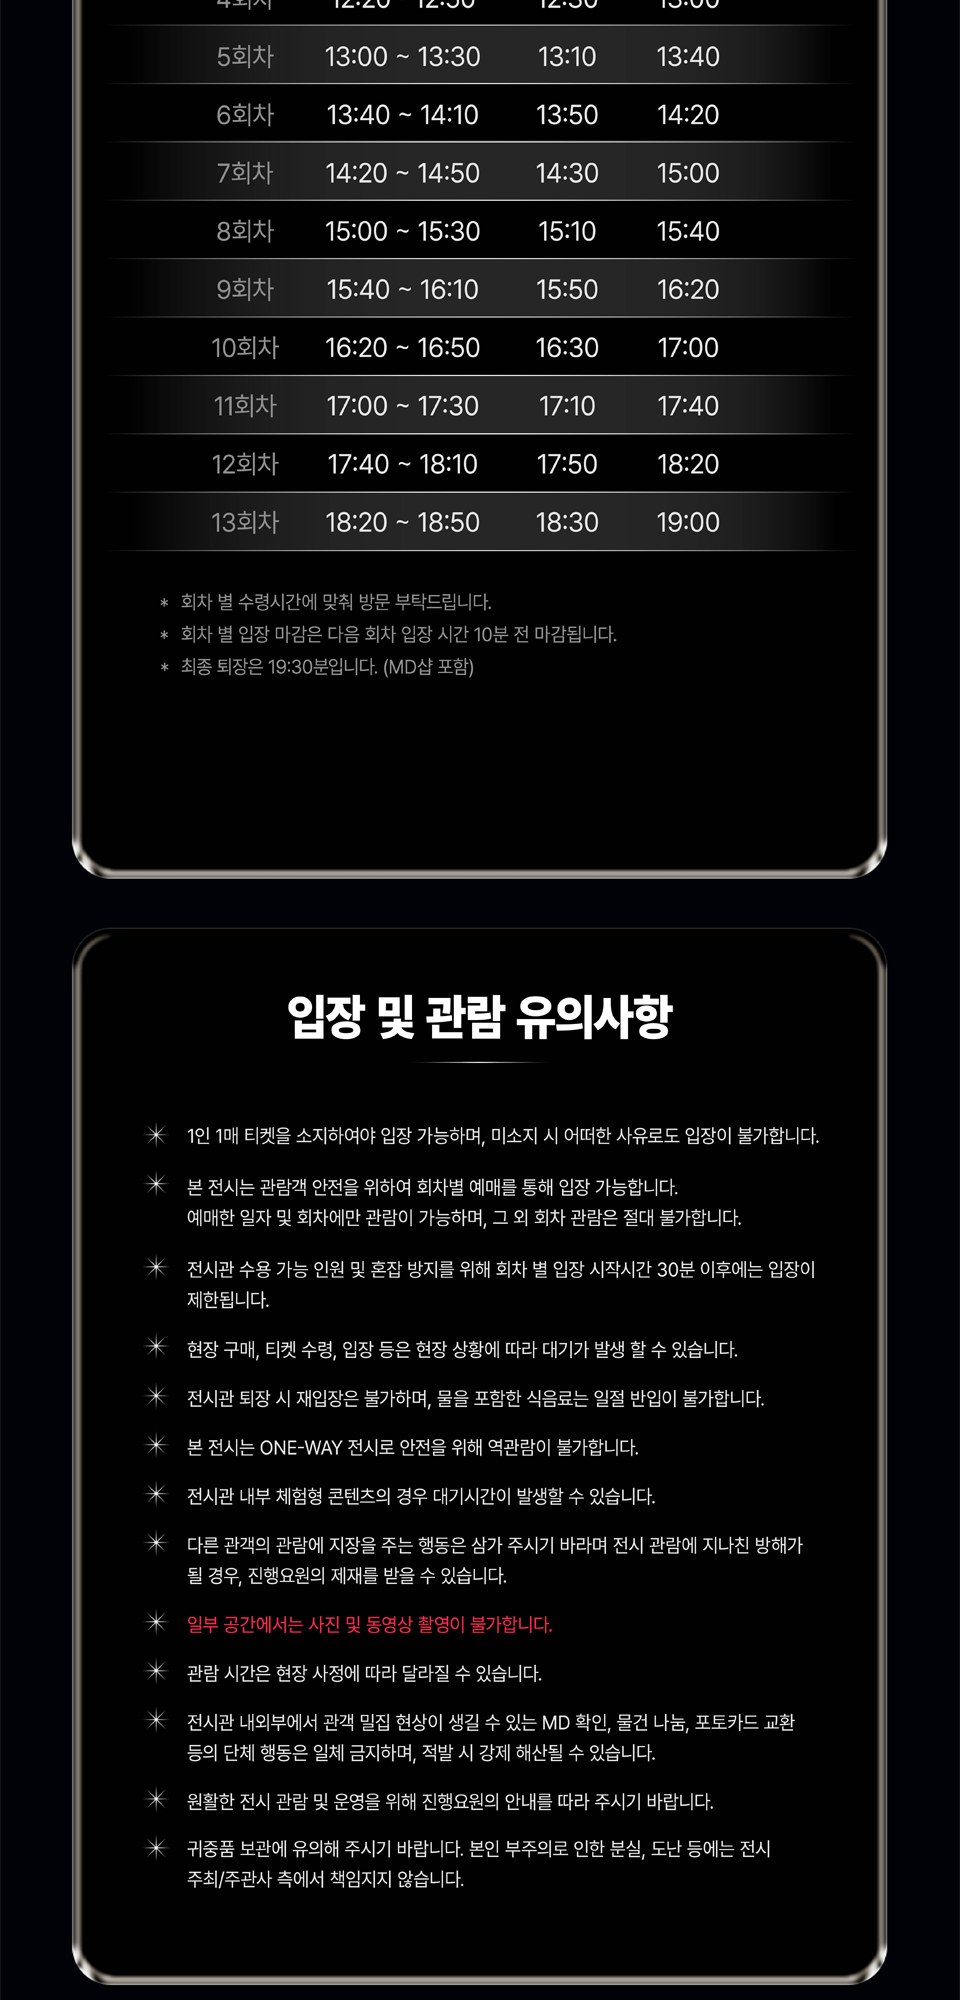 4회차 12:20 ~ 12:50 12:30 13:00
5회차 13:00 ~ 13:30 13:10 13:40
6회차 13:40 ~ 14:10 13:50 14:20
7회차 14:20 ~ 14:50 14:30 15:00
8회차 15:00 ~ 15:30 15:10 15:40
9회차 15:40 ~ 16:10 15:50 16:20
10회차 16:20 ~ 16:50 16:30 17:00
11회차 17:00 ~ 17:30 17:10 17:40
12회차 17:40 ~ 18:10 17:50 18:20
13회차 18:20 ~ 18:50 18:30 19:00
* 회차 별 수령시간에 맞춰 방문 부탁드립니다.
* 회차 별 입장 마감은 다음 회차 입장 시간 10분 전 마감됩니다.
* 최종 퇴장은 19:30분입니다. (MD샵 포함)
입장 및 관람 유의사항
1인 1매 티켓을 소지하여야 입장 가능하며, 미소지 시 어떠한 사유로도 입장이 불가합니다.
본 전시는 관람객 안전을 위하여 회차별 예매를 통해 입장 가능합니다.
예매한 일자 및 회차에만 관람이 가능하며, 그 외 회차 관람은 절대 불가합니다.
전시관 수용 가능 인원 및 혼잡 방지를 위해 회차 별 입장 시작시간 30분 이후에는 입장이
제한됩니다.
현장 구매, 티켓 수령, 입장 등은 현장 상황에 따라 대기가 발생 할 수 있습니다.
전시관 퇴장 시 재입장은 불가하며, 물을 포함한 식음료는 일절 반입이 불가합니다.
본 전시는 ONE-WAY 전시로 안전을 위해 역관람이 불가합니다.
전시관 내부 체험형 콘텐츠의 경우 대기시간이 발생할 수 있습니다.
다른 관객의 관람에 지장을 주는 행동은 삼가 주시기 바라며 전시 관람에 지나친 방해가
될 경우, 진행요원의 제재를 받을 수 있습니다.
일부 공간에서는 사진 및 동영상 촬영이 불가합니다.
관람 시간은 현장 사정에 따라 달라질 수 있습니다.
전시관 내외부에서 관객 밀집 현상이 생길 수 있는 MD 확인, 물건 나눔, 포토카드 교환
등의 단체 행동은 일체 금지하며, 적발 시 강제 해산될 수 있습니다.
원활한 전시 관람 및 운영을 위해 진행요원의 안내를 따라 주시기 바랍니다.
귀중품 보관에 유의해 주시기 바랍니다. 본인 부주의로 인한 분실, 도난 등에는 전시
주최/주관사 측에서 책임지지 않습니다.